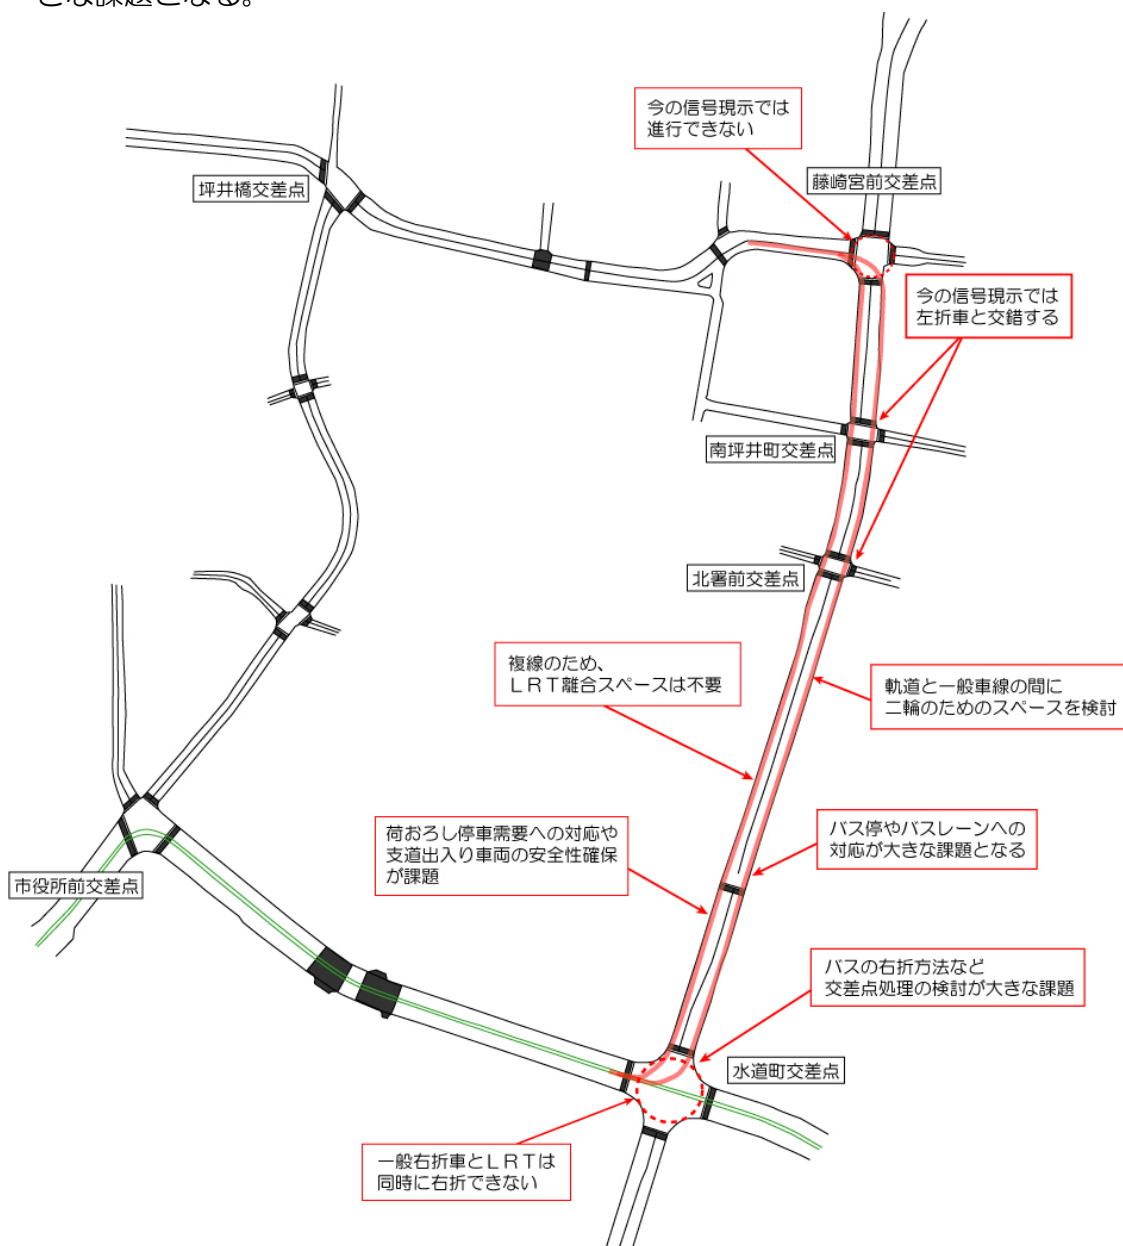 きな課題となる。
今の信号現示では
進行できない
藤崎宮前交差点
坪井橋交差点
今の信号現示では
左折車と交錯する
南坪井町交差点
北署前交差点
複線のため、
ＬＲＴ離合スペースは不要
軌道と一般車線の間に
二輪のためのスペースを検討
荷おろし停車需要への対応や
支道出入り車両の安全性確保
が課題
バス停やバスレーンへの
対応が大きな課題となる
市役所前交差点
バスの右折方法など
交差点処理の検討が大きな課題
水道町交差点
一般右折車とＬＲＴは
同時に右折できない